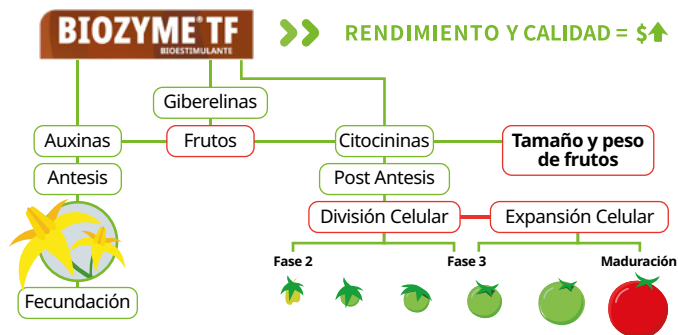 BIOZYME® TF
BIOESTIMULANTE
RENDIMIENTO Y CALIDAD = $
Giberelinas
Auxinas
Frutos
Citocininas
Tamaño y peso
de frutos
Antesis
Post Antesis
División Celular
Expansión Celular
Fase 2
Fase 3
Maduración
Fecundación